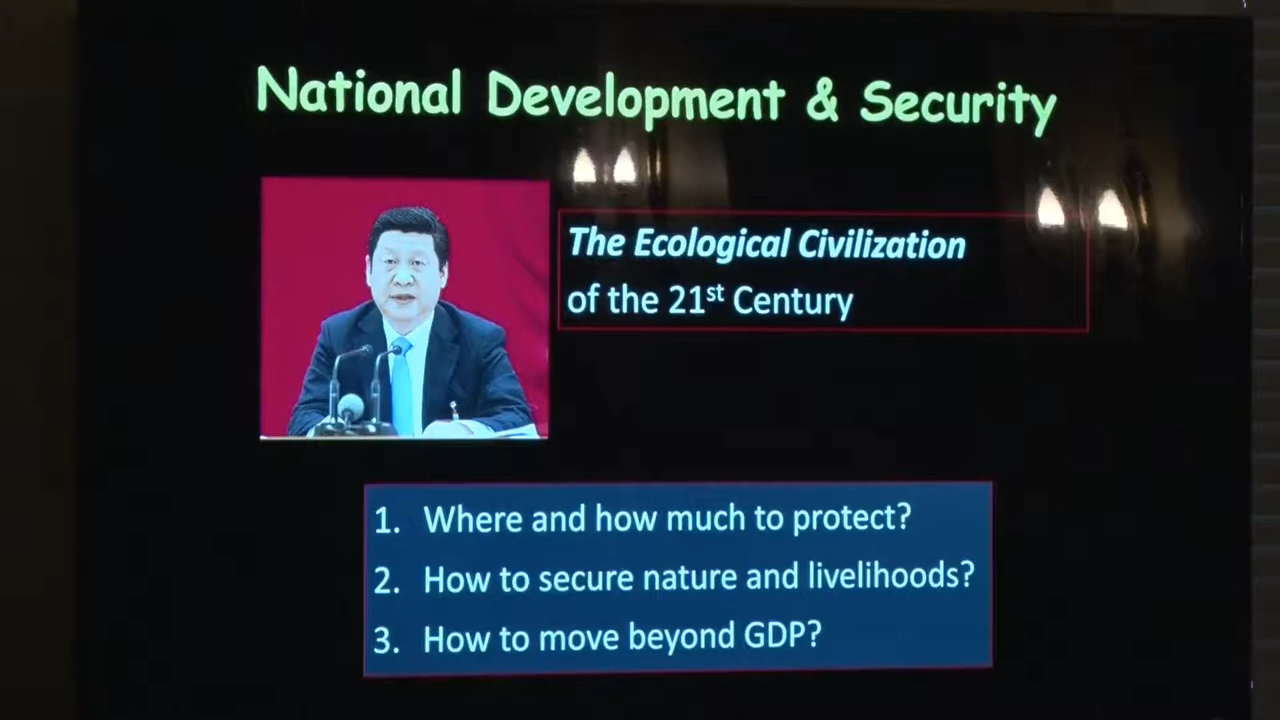 National Development & Security
The Ecological Civilization
of the 21st Century
1. Where and how much to protect?
2. How to secure nature and livelihoods?
3. How to move beyond GDP?